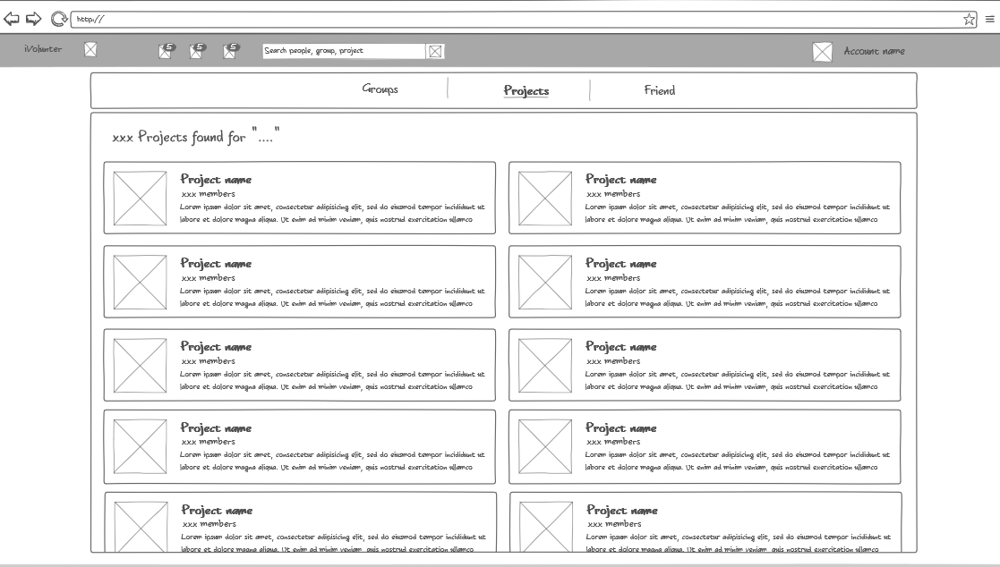 http://
iVolunter
5
5
5
Search people, group, project
Account name
Groups
Projects
Friend
xxx Projects found for "...."
Project name
xxx members
Lorem ipsum dolor sit amet, consectetur adipisicing elit, sed do eiusmod tempor incididunt ut
labore et dolore magna aliqua. Ut enim ad minim veniam, quis nostrud exercitation ullamco
Project name
xxx members
Lorem ipsum dolor sit amet, consectetur adipisicing elit, sed do eiusmod tempor incididunt ut
labore et dolore magna aliqua. Ut enim ad minim veniam, quis nostrud exercitation ullamco
Project name
xxx members
Lorem ipsum dolor sit amet, consectetur adipisicing elit, sed do eiusmod tempor incididunt ut
labore et dolore magna aliqua. Ut enim ad minim veniam, quis nostrud exercitation ullamco
Project name
xxx members
Lorem ipsum dolor sit amet, consectetur adipisicing elit, sed do eiusmod tempor incididunt ut
labore et dolore magna aliqua. Ut enim ad minim veniam, quis nostrud exercitation ullamco
Project name
xxx members
Lorem ipsum dolor sit amet, consectetur adipisicing elit, sed do eiusmod tempor incididunt ut
labore et dolore magna aliqua. Ut enim ad minim veniam, quis nostrud exercitation ullamco
Project name
xxx members
Lorem ipsum dolor sit amet, consectetur adipisicing elit, sed do eiusmod tempor incididunt ut
labore et dolore magna aliqua. Ut enim ad minim veniam, quis nostrud exercitation ullamco
Project name
xxx members
Lorem ipsum dolor sit amet, consectetur adipisicing elit, sed do eiusmod tempor incididunt ut
labore et dolore magna aliqua. Ut enim ad minim veniam, quis nostrud exercitation ullamco
Project name
xxx members
Lorem ipsum dolor sit amet, consectetur adipisicing elit, sed do eiusmod tempor incididunt ut
labore et dolore magna aliqua. Ut enim ad minim veniam, quis nostrud exercitation ullamco
Project name
xxx members
Lorem ipsum dolor sit amet, consectetur adipisicing elit, sed do eiusmod tempor incididunt ut
labore et dolore magna aliqua. Ut enim ad minim veniam, quis nostrud exercitation ullamco
Project name
xxx members
Lorem ipsum dolor sit amet, consectetur adipisicing elit, sed do eiusmod tempor incididunt ut
labore et dolore magna aliqua. Ut enim ad minim veniam, quis nostrud exercitation ullamco